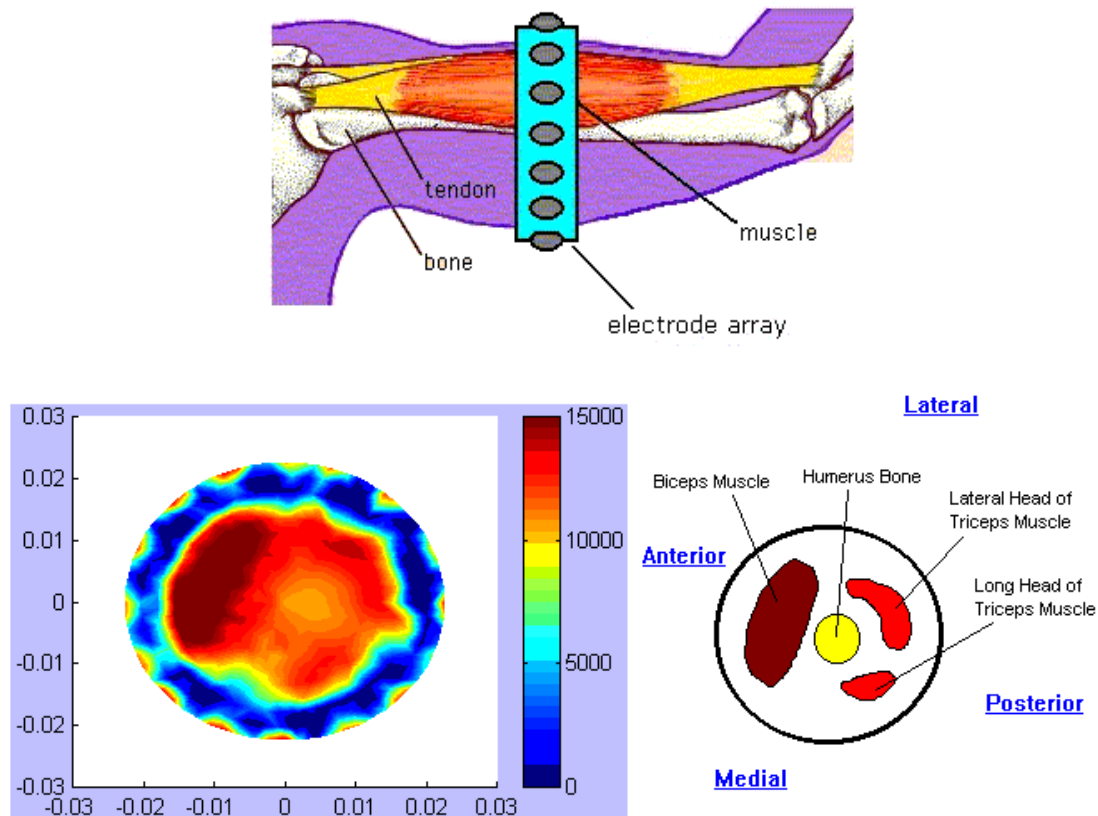 tendon
bone
muscle
electrode array
0.03
0.02
0.01
0
-0.01
-0.02
-0.03
-0.03
-0.02
-0.01
0
0.01
0.02
0.03
15000
10000
5000
0
Lateral
Biceps Muscle
Humerus Bone
Lateral Head of
Triceps Muscle
Anterior
Long Head of
Triceps Muscle
Posterior
Medial